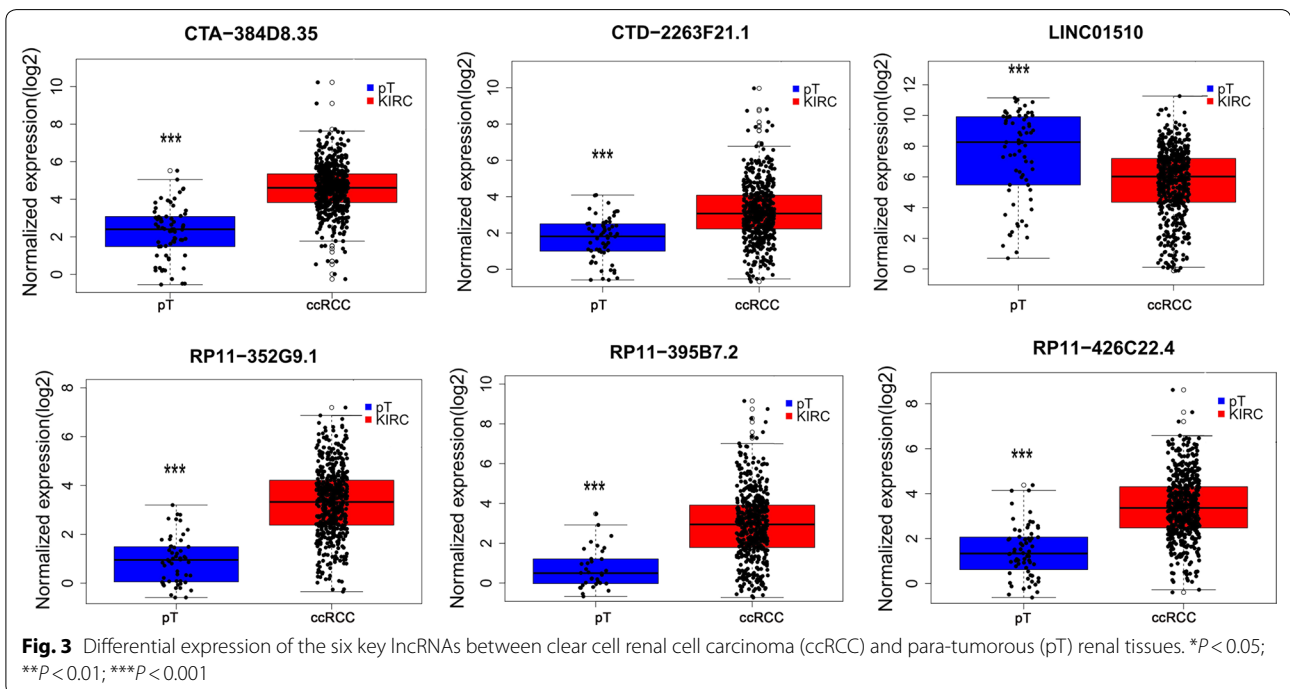 CTA−384D8.35
Normalized expression(log2)
10
8
6
4
2
0
***
pT
KIRC
pT
ccRCC
CTD−2263F21.1
Normalized expression(log2)
10
8
6
4
2
0
***
pT
KIRC
pT
ccRCC
LINC01510
Normalized expression(log2)
12
10
8
6
4
2
0
***
pT
KIRC
pT
ccRCC
RP11−352G9.1
Normalized expression(log2)
8
6
4
2
0
***
pT
KIRC
pT
ccRCC
RP11−395B7.2
Normalized expression(log2)
10
8
6
4
2
0
***
pT
KIRC
pT
ccRCC
RP11−426C22.4
Normalized expression(log2)
8
6
4
2
0
***
pT
KIRC
pT
ccRCC
Fig. 3 Differential expression of the six key lncRNAs between clear cell renal cell carcinoma (ccRCC) and para-tumorous (pT) renal tissues. *P < 0.05;
**P < 0.01; ***P < 0.001